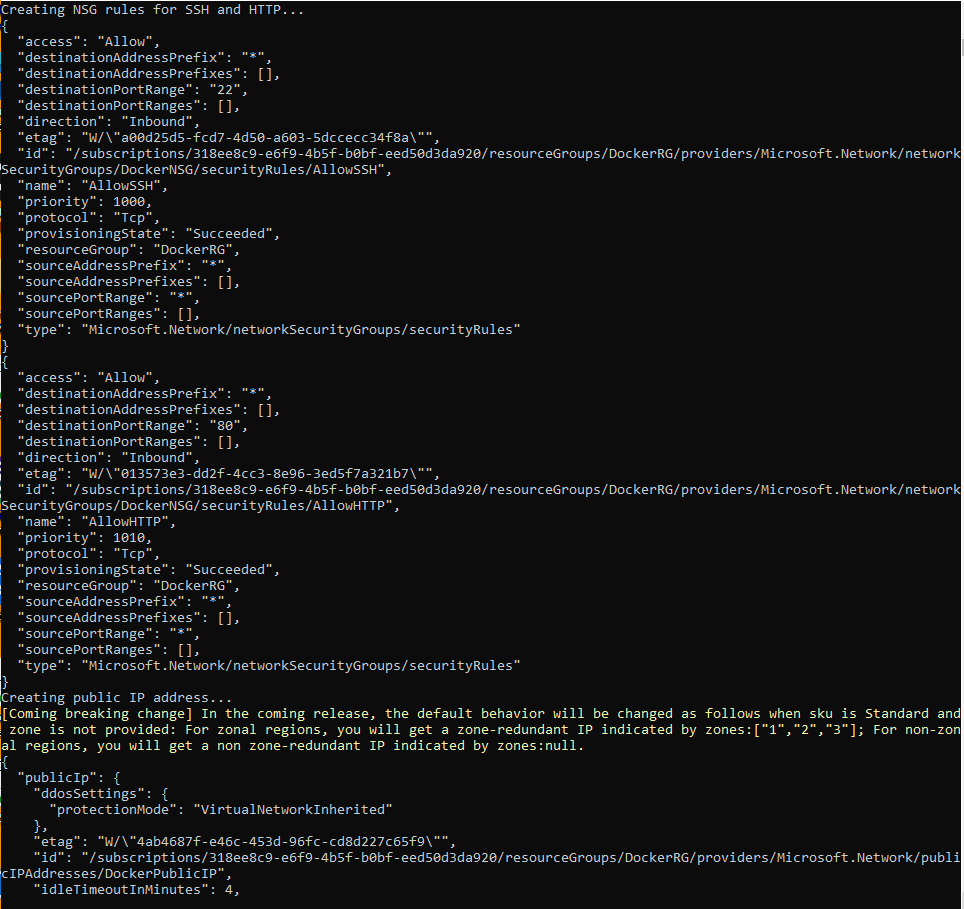 Creating NSG rules for SSH and HTTP...
{
  "access": "Allow",
  "destinationAddressPrefix": "*",
  "destinationAddressPrefixes": [],
  "destinationPortRange": "22",
  "destinationPortRanges": [],
  "direction": "Inbound",
  "etag": "W/\"a00d25d5-fcd7-4d50-a603-5dccecc34f8a\"",
  "id": "/subscriptions/318ee8c9-e6f9-4b5f-b0bf-eed50d3da920/resourceGroups/DockerRG/providers/Microsoft.Network/network
SecurityGroups/DockerNSG/securityRules/AllowSSH",
  "name": "AllowSSH",
  "priority": 1000,
  "protocol": "Tcp",
  "provisioningState": "Succeeded",
  "resourceGroup": "DockerRG",
  "sourceAddressPrefix": "*",
  "sourceAddressPrefixes": [],
  "sourcePortRange": "*",
  "sourcePortRanges": [],
  "type": "Microsoft.Network/networkSecurityGroups/securityRules"
}
{
  "access": "Allow",
  "destinationAddressPrefix": "*",
  "destinationAddressPrefixes": [],
  "destinationPortRange": "80",
  "destinationPortRanges": [],
  "direction": "Inbound",
  "etag": "W/\"013573e3-dd2f-4cc3-8e96-3ed5f7a321b7\"",
  "id": "/subscriptions/318ee8c9-e6f9-4b5f-b0bf-eed50d3da920/resourceGroups/DockerRG/providers/Microsoft.Network/network
SecurityGroups/DockerNSG/securityRules/AllowHTTP",
  "name": "AllowHTTP",
  "priority": 1010,
  "protocol": "Tcp",
  "provisioningState": "Succeeded",
  "resourceGroup": "DockerRG",
  "sourceAddressPrefix": "*",
  "sourceAddressPrefixes": [],
  "sourcePortRange": "*",
  "sourcePortRanges": [],
  "type": "Microsoft.Network/networkSecurityGroups/securityRules"
}
Creating public IP address...
[Coming breaking change] In the coming release, the default behavior will be changed as follows when sku is Standard and
 zone is not provided: For zonal regions, you will get a zone-redundant IP indicated by zones:["1","2","3"]; For non-zon
al regions, you will get a non zone-redundant IP indicated by zones:null.
{
  "publicIp": {
    "ddosSettings": {
      "protectionMode": "VirtualNetworkInherited"
    },
    "etag": "W/\"4ab4687f-e46c-453d-96fc-cd8d227c65f9\"",
    "id": "/subscriptions/318ee8c9-e6f9-4b5f-b0bf-eed50d3da920/resourceGroups/DockerRG/providers/Microsoft.Network/publi
cIPAddresses/DockerPublicIP",
    "idleTimeoutInMinutes": 4,